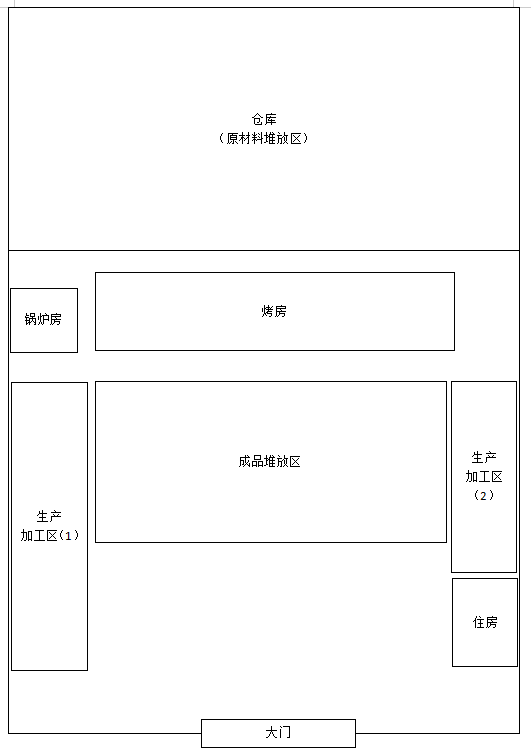 仓库
（原材料堆放区）
锅炉房
烤房
成品堆放区
生产
加工区
（2）
生产
加工区(1）
住房
大门